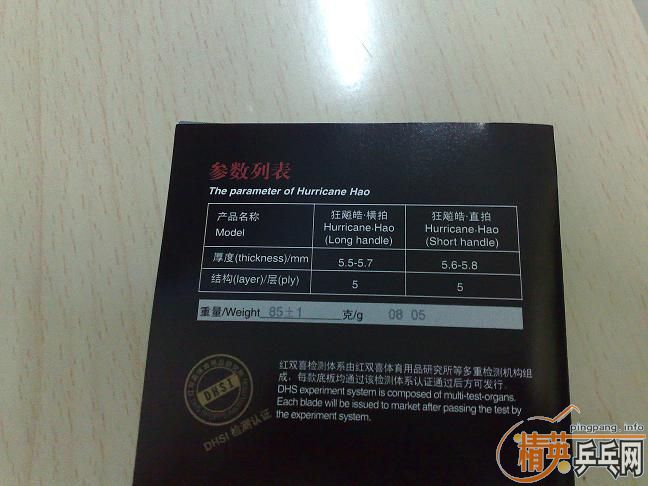 参数列表
The parameter of Hurricane Hao
产品名称 狂飚皓·横拍 狂飚皓·直拍
Model Hurricane·Hao Hurricane·Hao
(Long handle) (Short handle)
厚度(thickness)/mm 5.5-5.7 5.6-5.8
结构(layer)/层(ply) 5 5
重量/Weight 85±1 克/g 08 05
红双喜检测体系由红双喜体育用品研究所等多重检测机构组
成，每款底板均通过该检测体系认证通过后方可发行。
DHS experiment system is composed of multi-test-organs.
Each blade will be issued to market after passing the test by
the experiment system.
DHSI
DHSI 检测认证
pingpang.info
精英乒乓网